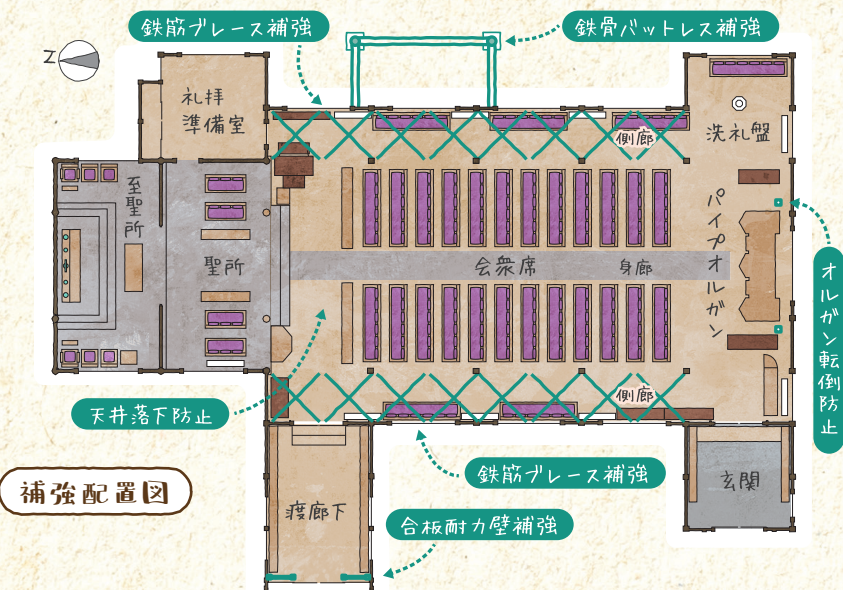 鉄筋ブレース補強
鉄骨バットレス補強
N
礼拝
準備室
側廊
洗礼盤
至聖所
パイプオルガン
聖所
会衆席
身廊
オルガン転倒防止
側廊
天井落下防止
鉄筋ブレース補強
玄関
補強配置図
渡廊下
合板耐力壁補強